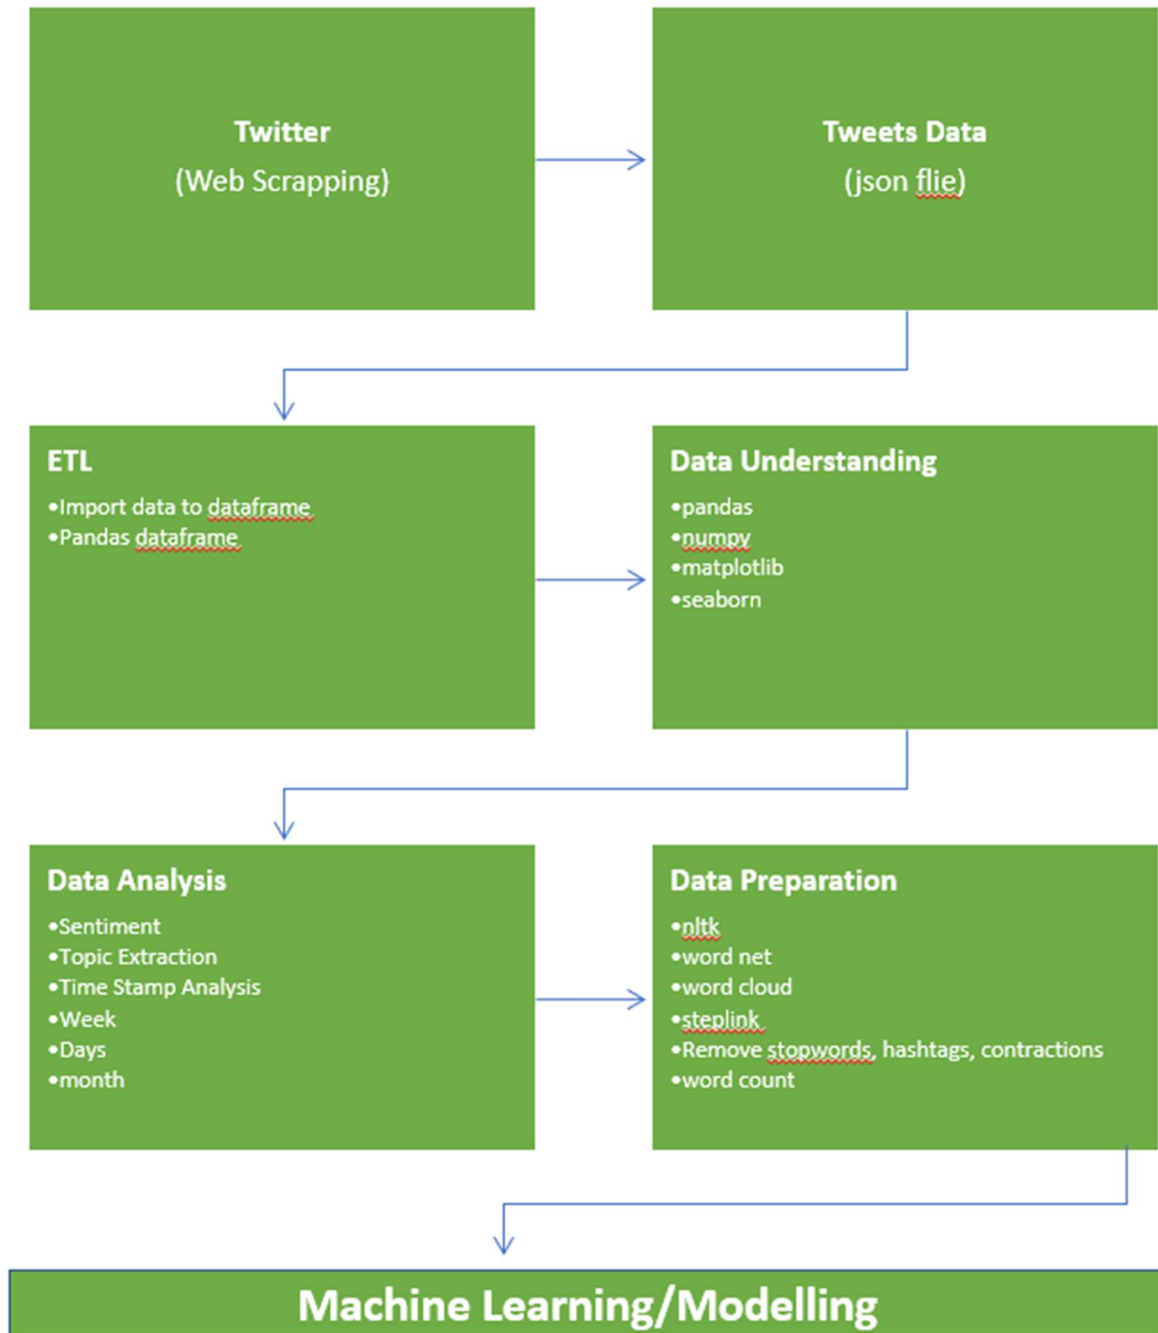 Twitter
(Web Scrapping)
Tweets Data
(json flie)
ETL
•Import data to dataframe
•Pandas dataframe
Data Understanding
•pandas
•numpy
•matplotlib
•seaborn
Data Analysis
•Sentiment
•Topic Extraction
•Time Stamp Analysis
•Week
•Days
•month
Data Preparation
•nltk
•word net
•word cloud
•steplink
•Remove stopwords, hashtags, contractions
•word count
Machine Learning/Modelling